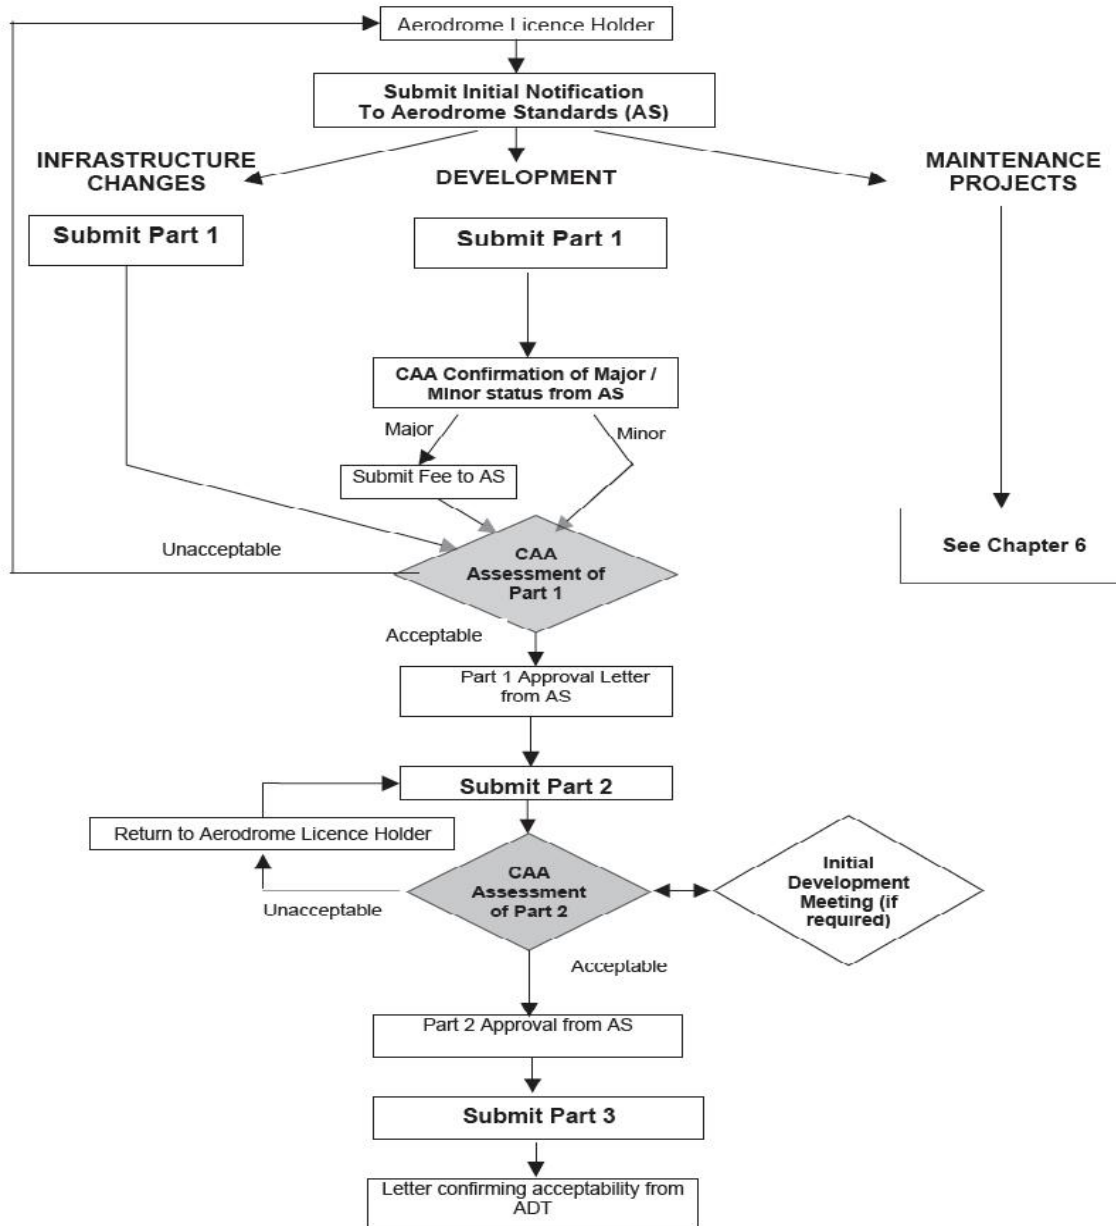 Aerodrome Licence Holder
Submit Initial Notification
To Aerodrome Standards (AS)
INFRASTRUCTURE
CHANGES
DEVELOPMENT
MAINTENANCE
PROJECTS
Submit Part 1
Submit Part 1
CAA Confirmation of Major /
Minor status from AS
Major
Minor
Submit Fee to AS
Unacceptable
CAA
Assessment of
Part 1
See Chapter 6
Acceptable
Part 1 Approval Letter
from AS
Submit Part 2
Return to Aerodrome Licence Holder
CAA
Assessment
of Part 2
Initial
Development
Meeting (if
required)
Unacceptable
Acceptable
Part 2 Approval from AS
Submit Part 3
Letter confirming acceptability from
ADT